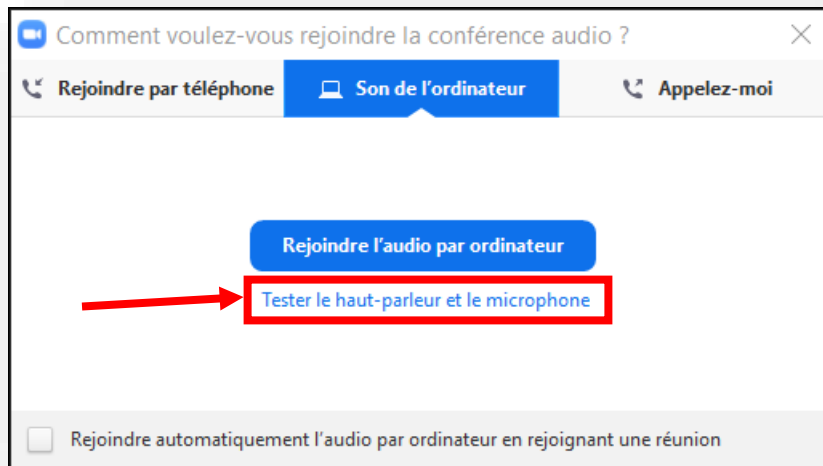 Comment voulez-vous rejoindre la conférence audio ?
Rejoindre par téléphone
Son de l’ordinateur
Appelez-moi
Rejoindre l’audio par ordinateur
Tester le haut-parleur et le microphone
Rejoindre automatiquement l’audio par ordinateur en rejoignant une réunion